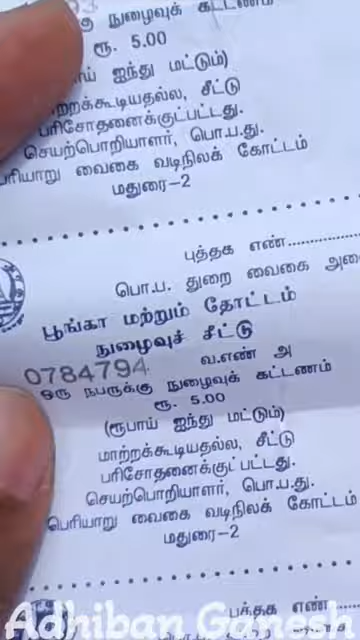 நுழைவுக் கட்டணம்
ரூ. 5.00
ஐந்து மட்டும்)
மாற்றக்கூடியதல்ல, சீட்டு
பரிசோதனைக்குட்பட்டது.
செயற்பொறியாளர், பொ.ப.து.
பெரியாறு வைகை வடிநிலக் கோட்டம்
மதுரை-2
புத்தக எண்
பொ.ப. துறை வைகை
பூங்கா மற்றும் தோட்டம்
நுழைவுச் சீட்டு
0784794 வ.எண் அ
ஒரு நபருக்கு நுழைவுக் கட்டணம்
ரூ. 5.00
(ரூபாய் ஐந்து மட்டும்)
மாற்றக்கூடியதல்ல, சீட்டு
பரிசோதனைக்குட்பட்டது.
செயற்பொறியாளர், பொ.ப.து.
பெரியாறு வைகை வடிநிலக் கோட்டம்
மதுரை-2
புத்தக எண்
Adhiban Ganesh